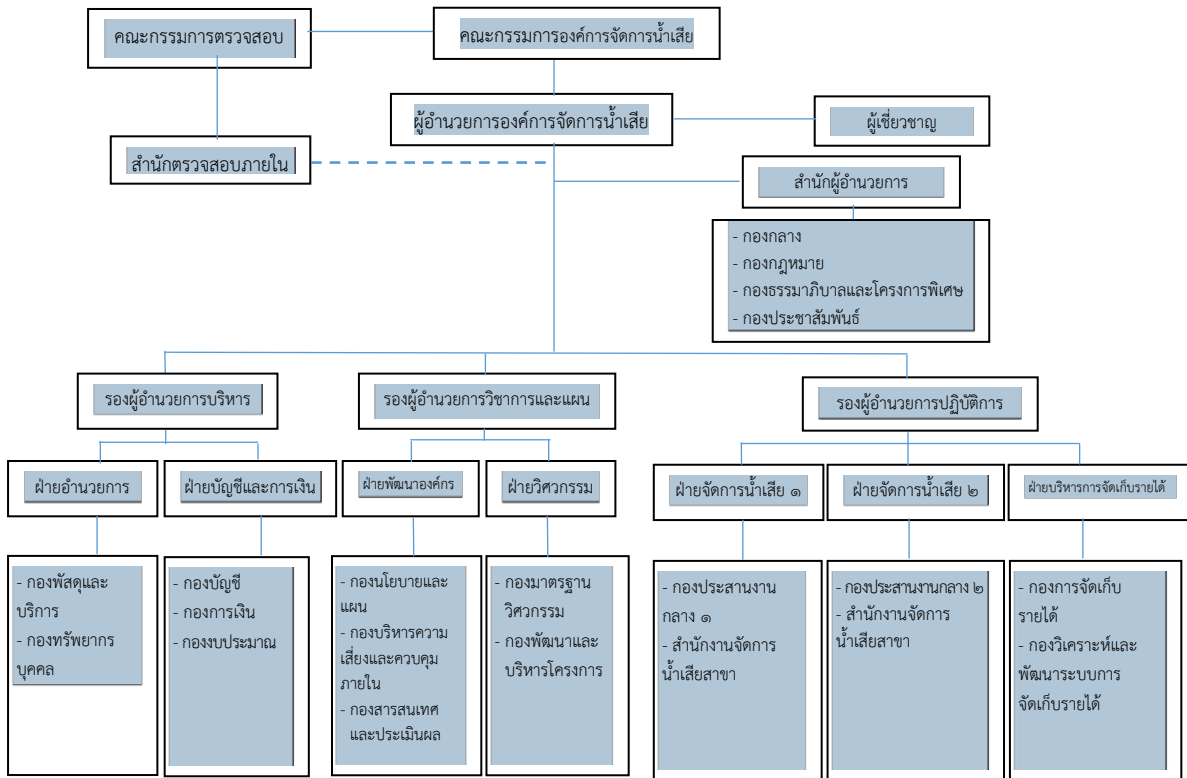 คณะกรรมการตรวจสอบ
คณะกรรมการองค์การจัดการน้ำเสีย
ผู้อำนวยการองค์การจัดการน้ำเสีย
ผู้เชี่ยวชาญ
สำนักตรวจสอบภายใน
สำนักผู้อำนวยการ
- กองกลาง
- กองกฎหมาย
- กองธรรมาภิบาลและโครงการพิเศษ
- กองประชาสัมพันธ์
รองผู้อำนวยการบริหาร
รองผู้อำนวยการวิชาการและแผน
รองผู้อำนวยการปฏิบัติการ
ฝ่ายอำนวยการ
ฝ่ายบัญชีและการเงิน
ฝ่ายพัฒนาองค์กร
ฝ่ายวิศวกรรม
ฝ่ายจัดการน้ำเสีย ๑
ฝ่ายจัดการน้ำเสีย ๒
ฝ่ายบริหารการจัดเก็บรายได้
- กองพัสดุและ
บริการ
- กองทรัพยากร
บุคคล
- กองบัญชี
- กองการเงิน
- กองงบประมาณ
- กองนโยบายและ
แผน
- กองบริหารความ
เสี่ยงและควบคุม
ภายใน
- กองสารสนเทศ
และประเมินผล
- กองมาตรฐาน
วิศวกรรม
- กองพัฒนาและ
บริหารโครงการ
- กองประสานงาน
กลาง ๑
- สำนักงานจัดการ
น้ำเสียสาขา
- กองประสานงานกลาง ๒
- สำนักงานจัดการ
น้ำเสียสาขา
- กองการจัดเก็บ
รายได้
- กองวิเคราะห์และ
พัฒนาระบบการ
จัดเก็บรายได้